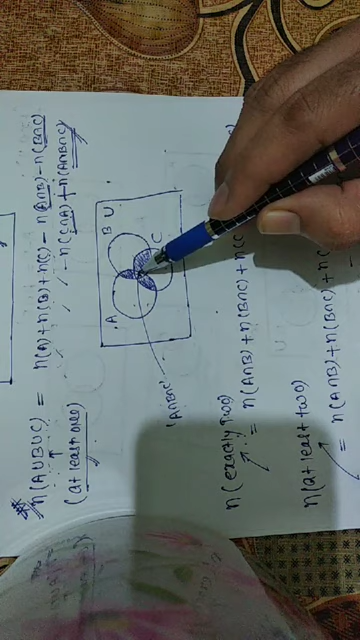 n(A∪B∪C) = n(A)+n(B)+n(C) - n(A∩B) - n(B∩C)
- n(C∩A) + n(A∩B∩C)
(at least one)
U
B
C
A
(A∩B∩C)
n(exactly two)
= n(A∩B) + n(B∩C) + n(C
n(at least two)
= n(A∩B) + n(B∩C) + n(C